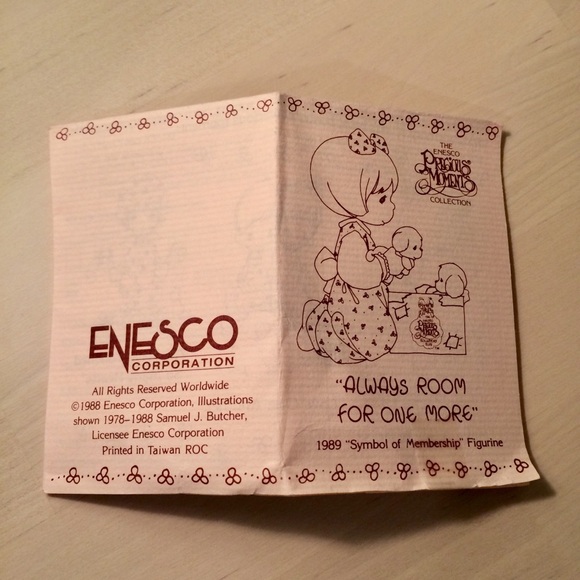 ENESCO
CORPORATION
All Rights Reserved Worldwide
©1988 Enesco Corporation, Illustrations
shown 1978–1988 Samuel J. Butcher,
Licensee Enesco Corporation
Printed in Taiwan ROC
THE
ENESCO
PRECIOUS
MOMENTS
COLLECTION
"ALWAYS ROOM
FOR ONE MORE"
1989 "Symbol of Membership" Figurine